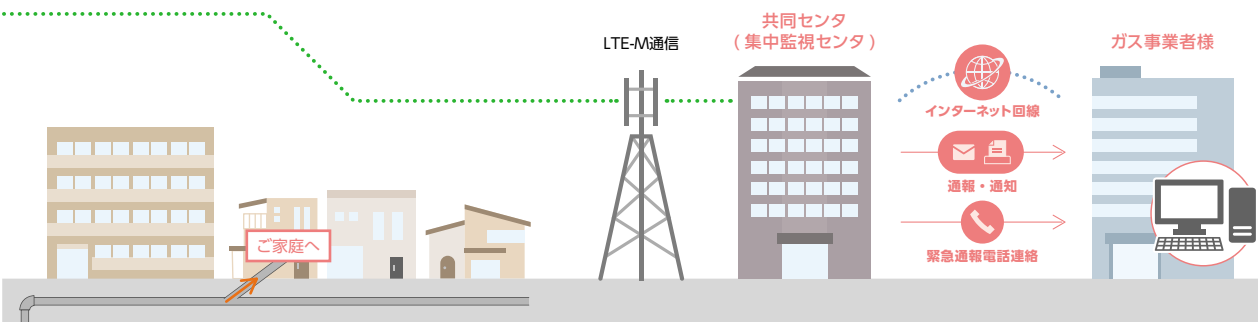 共同センタ
(集中監視センタ)
LTE-M通信
ガス事業者様
インターネット回線
通報・通知
ご家庭へ
緊急通報電話連絡